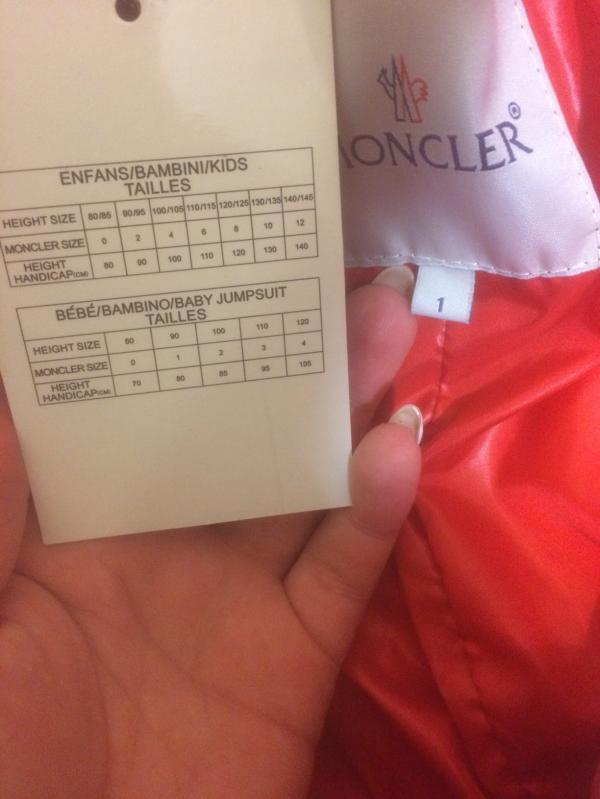 ENFANS/BAMBINI/KIDS
TAILLES
HEIGHT SIZE 80/85 90/95 100/105 110/115 120/125 130/135 140/145
MONCLER SIZE 0 2 4 6 8 10 12
HEIGHT HANDICAP(CM) 80 90 100 110 120 130 140
BÉBÉ/BAMBINO/BABY JUMPSUIT
TAILLES
HEIGHT SIZE 80 90 100 110 120
MONCLER SIZE 0 1 2 3 4
HEIGHT HANDICAP(CM) 70 80 85 95 105
MONCLER®
1